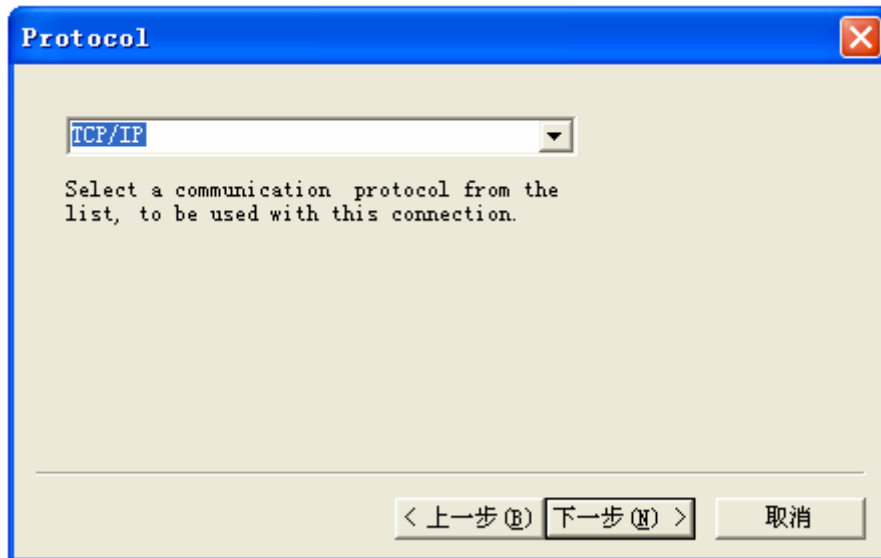 Protocol
TCP/IP
Select a communication protocol from the
list, to be used with this connection.
< 上一步(B) 下一步(N) > 取消